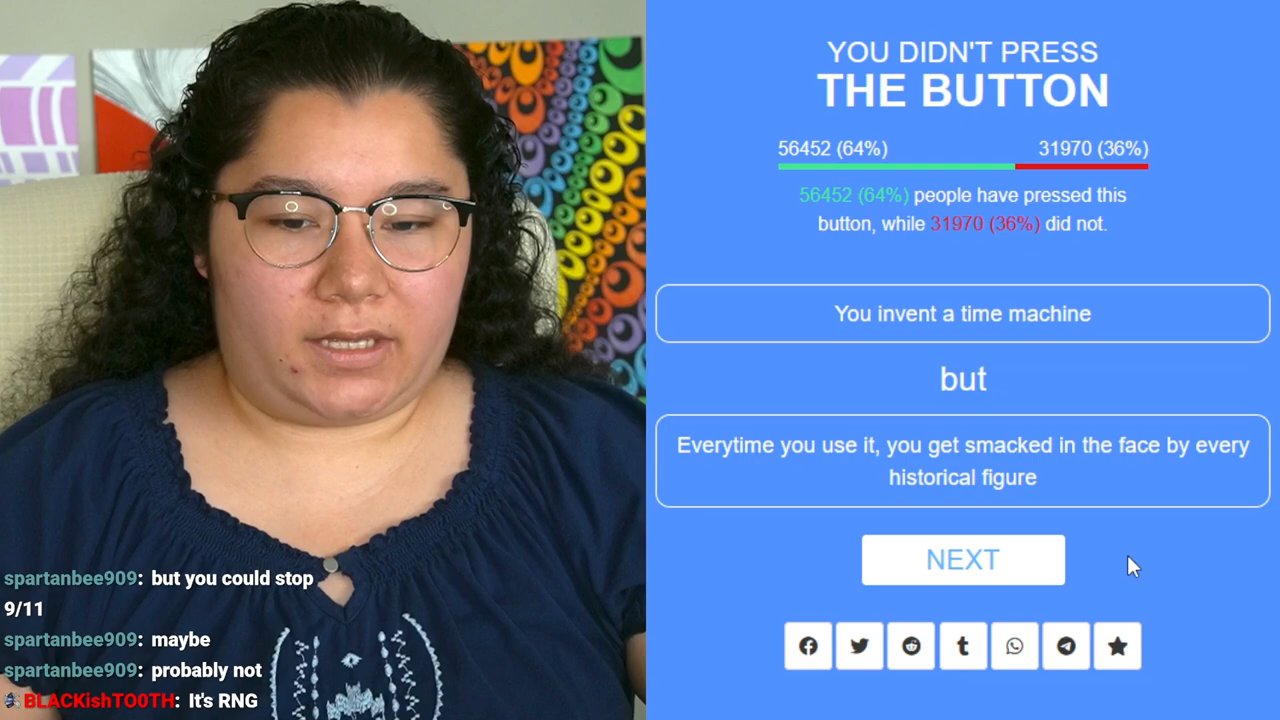 YOU DIDN'T PRESS
THE BUTTON
56452 (64%) 31970 (36%)
56452 (64%) people have pressed this
button, while 31970 (36%) did not.
You invent a time machine
but
Everytime you use it, you get smacked in the face by every
historical figure
NEXT
spartanbee909: but you could stop
9/11
spartanbee909: maybe
spartanbee909: probably not
BLACKishTO0TH: It's RNG